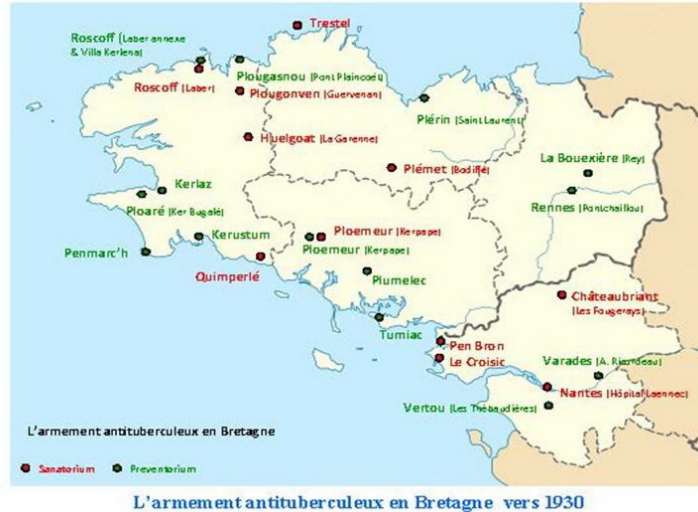 Trestel
Roscoff (Laber annexe
& Villa Kerlena)
Plougasnou (Pont Plaincoët)
Roscoff (Laber)
Plougonven (Guervenan)
Plérin (Saint Laurent)
Huelgoat (La Garenne)
La Bouexière (Rey)
Plémet (Bodiffé)
Kerlaz
Rennes (Pontchaillou)
Ploaré (Ker Bugalé)
Kerustum
Ploemeur (Kerpape)
Penmarc'h
Ploemeur (Kerpape)
Quimperlé
Plumelec
Châteaubriant
(Les Fougerays)
Tumiac
Pen Bron
Le Croisic
Varades (A. Ricordeau)
Nantes (Hôpital Laennec)
Vertou (Les Thébaudières)
L'armement antituberculeux en Bretagne
Sanatorium
Preventorium
L'armement antituberculeux en Bretagne vers 1930